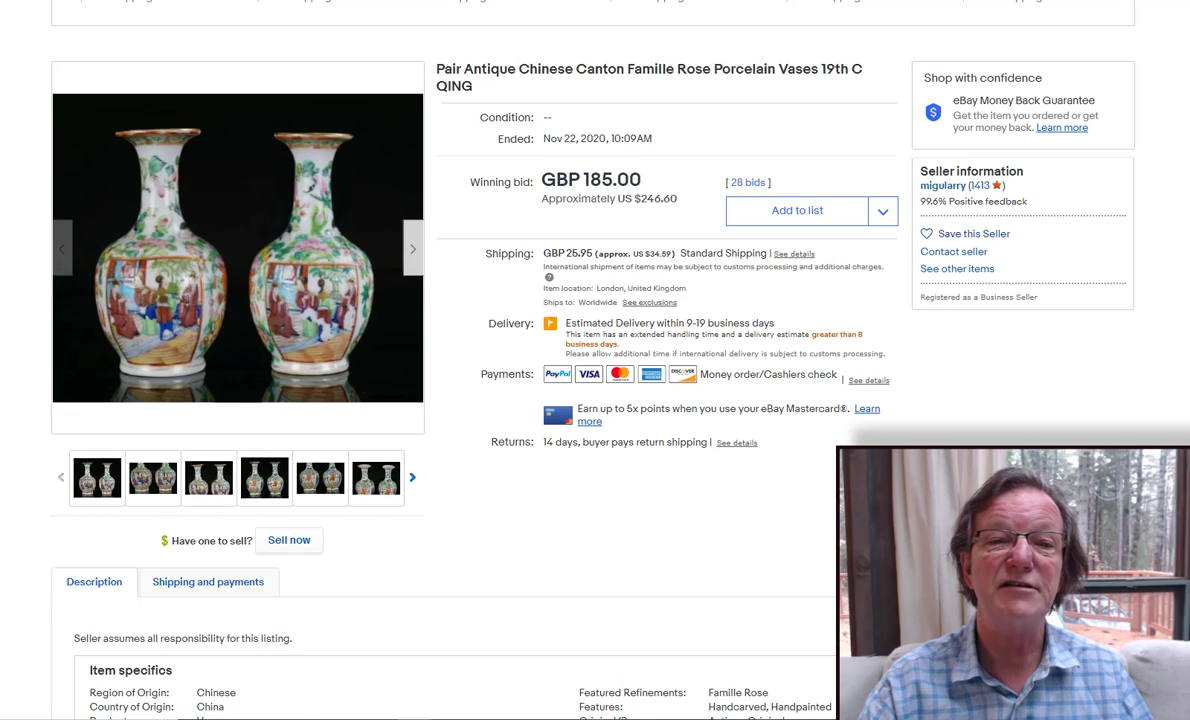 Pair Antique Chinese Canton Famille Rose Porcelain Vases 19th C
QING
Condition: --
Ended: Nov 22, 2020, 10:09AM
Winning bid: GBP 185.00 [ 28 bids ]
Approximately US $246.60
Add to list
Shipping: GBP 25.95 (approx. US $34.59) Standard Shipping | See details
International shipment of items may be subject to customs processing and additional charges.
Item location: London, United Kingdom
Ships to: Worldwide See exclusions
Delivery: Estimated Delivery within 9-19 business days
This item has an extended handling time and a delivery estimate greater than 8
business days.
Please allow additional time if international delivery is subject to customs processing.
Payments: PayPal VISA DISCOVER Money order/Cashiers check | See details
Earn up to 5x points when you use your eBay Mastercard®. Learn
more
Returns: 14 days, buyer pays return shipping | See details
Shop with confidence
eBay Money Back Guarantee
Get the item you ordered or get
your money back. Learn more
Seller information
migularry (1413 ★)
99.6% Positive feedback
Save this Seller
Contact seller
See other items
Registered as a Business Seller
$ Have one to sell? Sell now
Description Shipping and payments
Seller assumes all responsibility for this listing.
Item specifics
Region of Origin: Chinese Featured Refinements: Famille Rose
Country of Origin: China Features: Handcarved, Handpainted